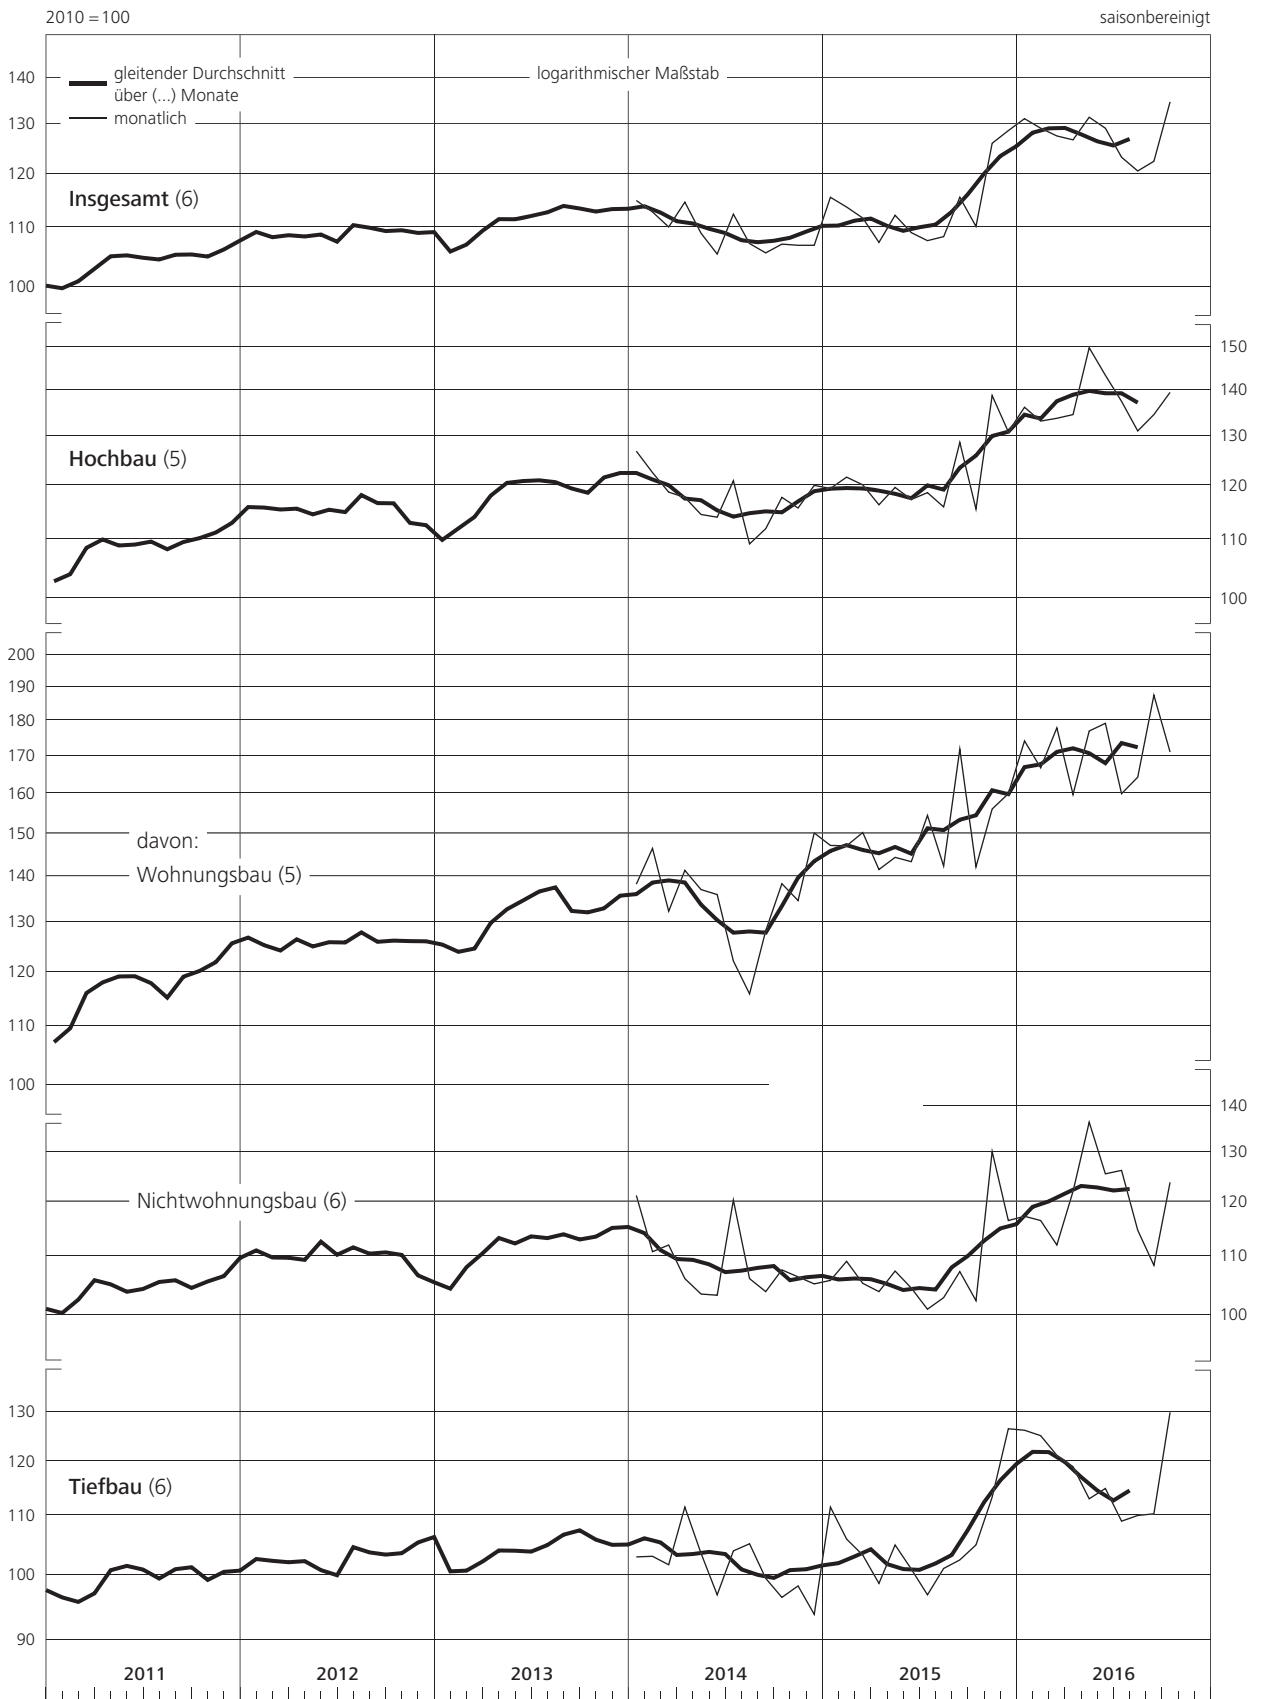 2010 = 100
saisonbereinigt
140
gleitender Durchschnitt
über (...) Monate
logarithmischer Maßstab
130
monatlich
120
Insgesamt (6)
110
100
150
140
130
Hochbau (5)
120
110
100
200
190
180
170
160
150
davon:
140
Wohnungsbau (5)
130
120
110
100
140
130
Nichtwohnungsbau (6)
120
110
100
130
120
Tiefbau (6)
110
100
90
2011 2012 2013 2014 2015 2016